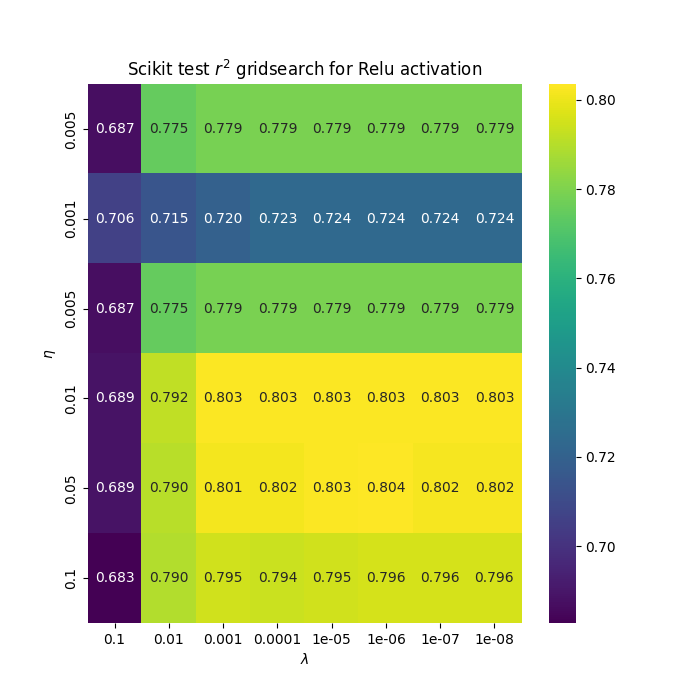 Scikit test r² gridsearch for Relu activation
0.005 0.687 0.775 0.779 0.779 0.779 0.779 0.779 0.779
0.001 0.706 0.715 0.720 0.723 0.724 0.724 0.724 0.724
0.005 0.687 0.775 0.779 0.779 0.779 0.779 0.779 0.779
η
0.01 0.689 0.792 0.803 0.803 0.803 0.803 0.803 0.803
0.05 0.689 0.790 0.801 0.802 0.803 0.804 0.802 0.802
0.1 0.683 0.790 0.795 0.794 0.795 0.796 0.796 0.796
0.1 0.01 0.001 0.0001 1e-05 1e-06 1e-07 1e-08
λ
0.80
0.78
0.76
0.74
0.72
0.70